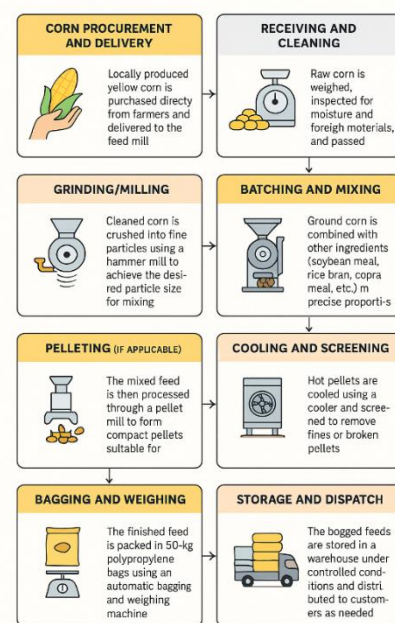 CORN PROCUREMENT
AND DELIVERY
Locally produced
yellow corn is
purchased directy
from farmers and
delivered to the
feed mill
RECEIVING AND
CLEANING
Raw corn is
weighed,
inspected for
moisture and
foreign materials,
and passed
GRINDING/MILLING
Cleaned corn is
crushed into fine
particles using a
hammer mill to
achieve the desi-
red particle size
for mixing
BATCHING AND MIXING
Ground corn is
combined with
other ingredients
(soybean meal,
rice bran, copra
meal, etc.) m
precise proporti-s
PELLETING (IF APPLICABLE)
The mixed feed
is then processed
through a pellet
mill to form
compact pellets
suitable for
COOLING AND SCREENING
Hot pellets are
cooled using a
cooler and scree-
ned to remove
fines or broken
pellets
BAGGING AND WEIGHING
The finished feed
is packed in 50-kg
polypropylene
bags using an
automatic bagging
and weighing
machine
STORAGE AND DISPATCH
The bogged feeds
are stored in a
warehouse under
controlled cond-
itions and distri
buted to custom-
ers as needed